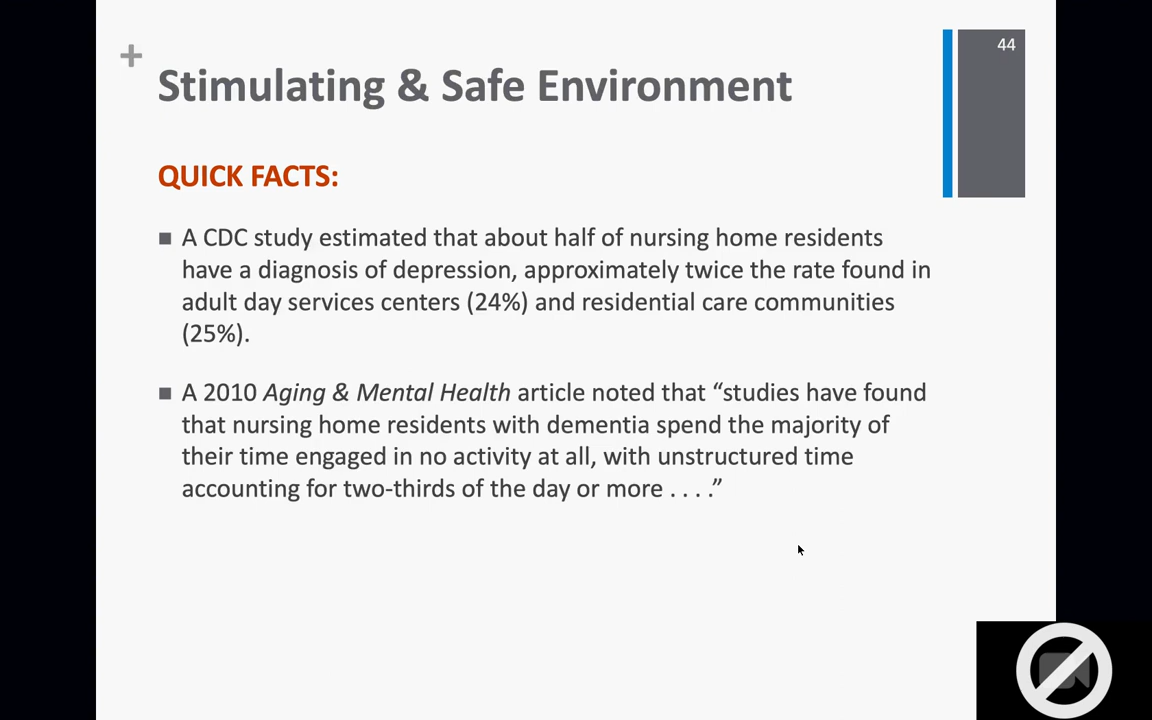 44
+
Stimulating & Safe Environment
QUICK FACTS:
■ A CDC study estimated that about half of nursing home residents
have a diagnosis of depression, approximately twice the rate found in
adult day services centers (24%) and residential care communities
(25%).
■ A 2010 Aging & Mental Health article noted that “studies have found
that nursing home residents with dementia spend the majority of
their time engaged in no activity at all, with unstructured time
accounting for two-thirds of the day or more . . . .”